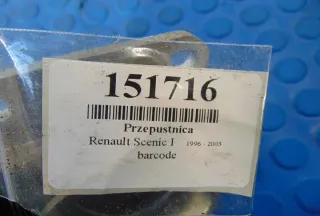 151716
Przepustnica
Renault Scenic I 1996 - 2003
barcode